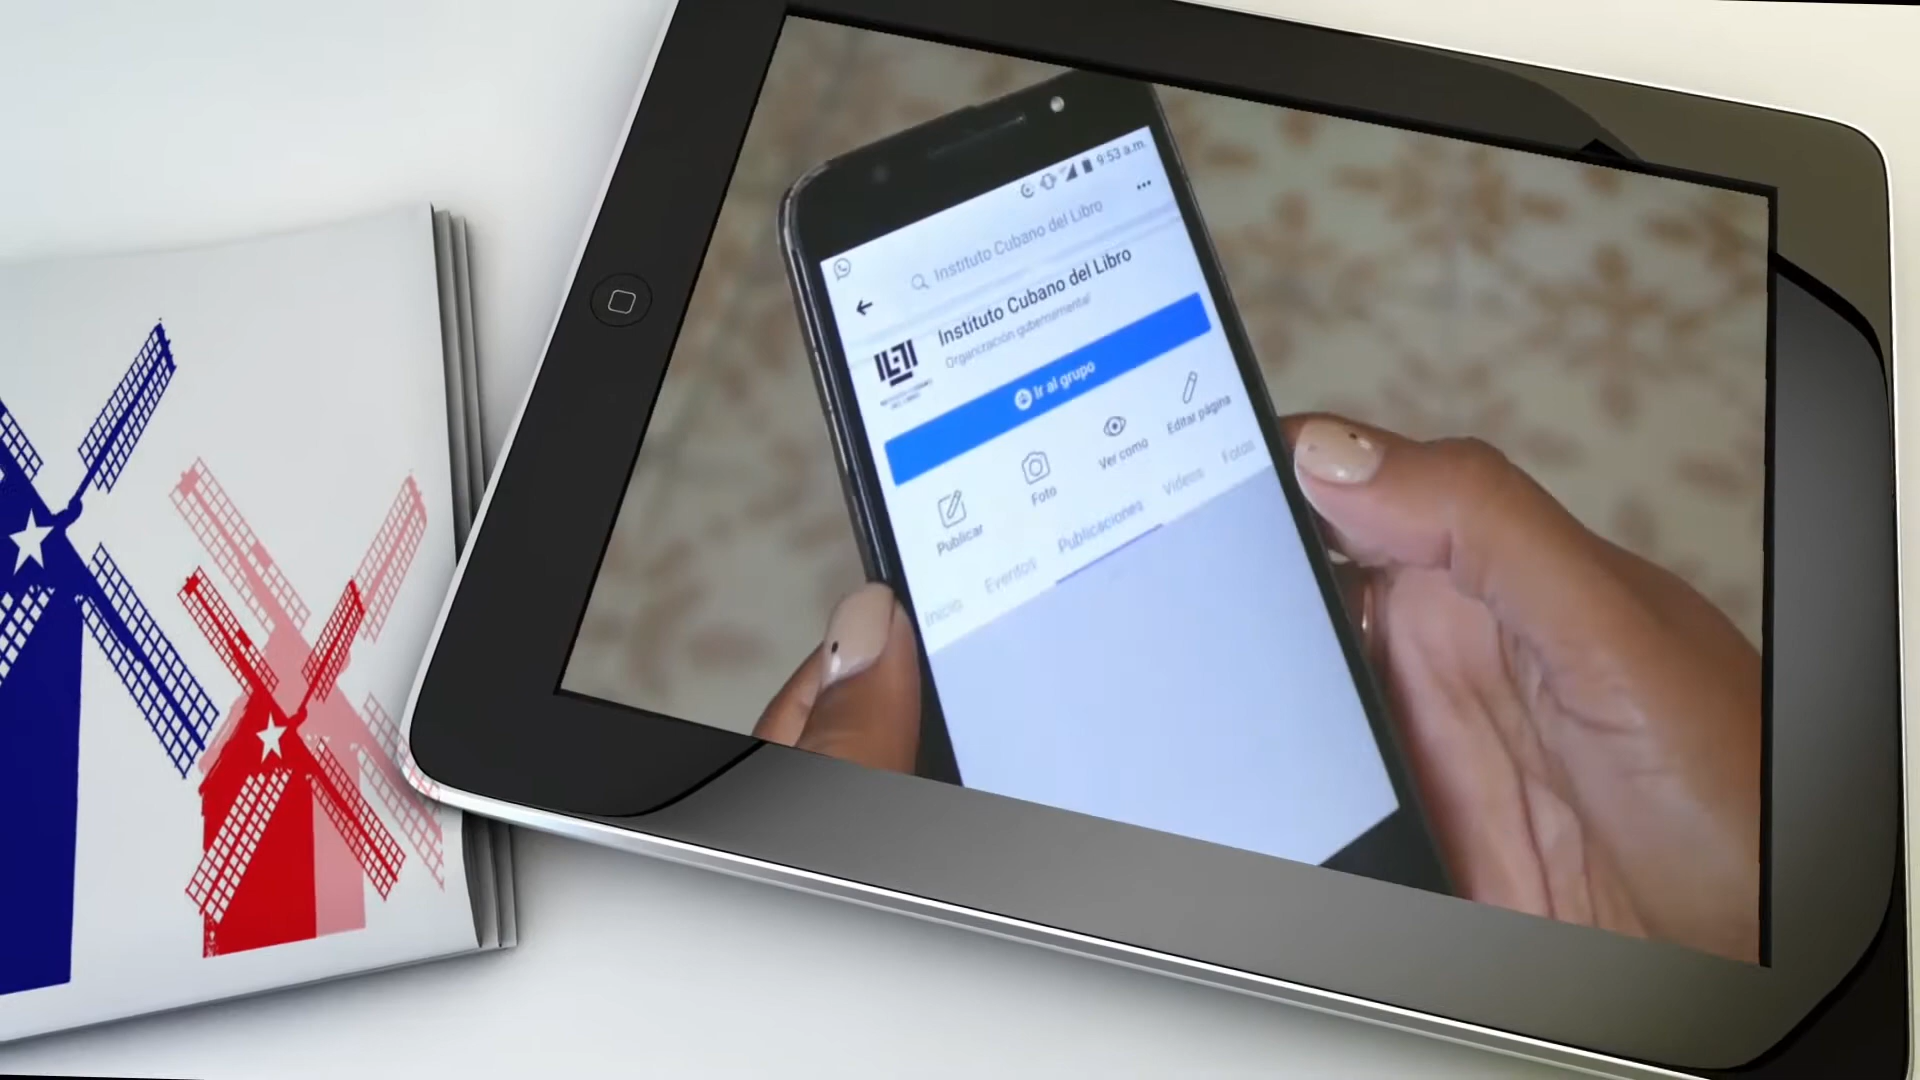 9:53 a.m.
Instituto Cubano del Libro
Instituto Cubano del Libro
Organización gubernamental
Ir al grupo
Publicar
Foto
Ver como
Editar página
Inicio
Eventos
Publicaciones
Videos
Fotos